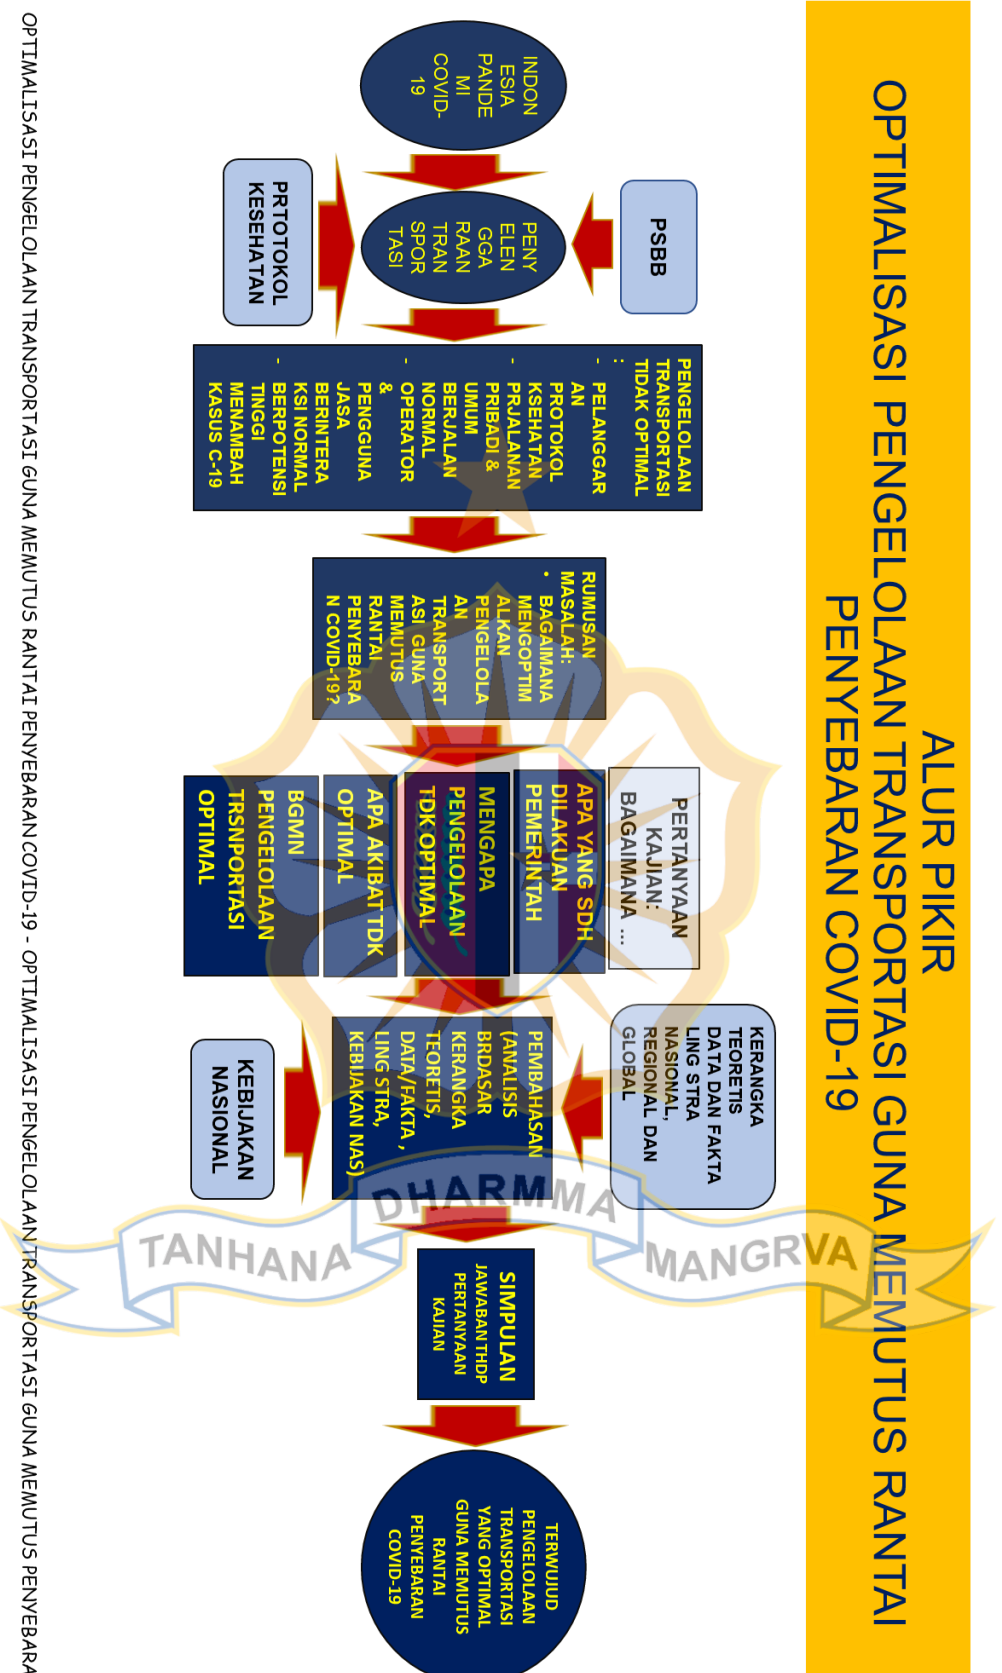 ALUR PIKIR
OPTIMALISASI PENGELOLAAN TRANSPORTASI GUNA MEMUTUS RANTAI
PENYEBARAN COVID-19
INDON
ESIA
PANDE
MI
COVID-
19
PSBB
PENY
ELEN
GGA
RAAN
TRAN
SPOR
TASI
PRTOTOKOL
KESEHATAN
PENGELOLAAN
TRANSPORTASI
TIDAK OPTIMAL
:
- PELANGGAR
AN
PROTOKOL
KSEHATAN
- PRJALANAN
PRIBADI &
UMUM
BERJALAN
NORMAL
- OPERATOR
&
PENGGUNA
JASA
BERINTERA
KSI NORMAL
- BERPOTENSI
TINGGI
MENAMBAH
KASUS C-19
RUMUSAN
MASALAH:
• BAGAIMANA
MENGOPTIM
ALKAN
PENGELOLA
AN
TRANSPORT
ASI GUNA
MEMUTUS
RANTAI
PENYEBARA
N COVID-19?
PERTANYAAN
KAJIAN:
BAGAIMANA ...
APA YANG SDH
DILAKUAN
PEMERINTAH
MENGAPA
PENGELOLAAN
TDK OPTIMAL
APA AKIBAT TDK
OPTIMAL
BGMN
PENGELOLAAN
TRSNPORTASI
OPTIMAL
KERANGKA
TEORETIS
DATA DAN FAKTA
LING STRA
NASIONAL,
REGIONAL DAN
GLOBAL
PEMBAHASAN
(ANALISIS
BRDASAR
KERANGKA
TEORETIS,
DATA/FAKTA ,
LING STRA,
KEBIJAKAN NAS)
KEBIJAKAN
NASIONAL
SIMPULAN
JAWABAN THDP
PERTANYAAN
KAJIAN
TERWUJUD
PENGELOLAAN
TRANSPORTASI
YANG OPTIMAL
GUNA MEMUTUS
RANTAI
PENYEBARAN
COVID-19
TANHANA DHARMMA MANGRVA
OPTIMALISASI PENGELOLAAN TRANSPORTASI GUNA MEMUTUS RANTAI PENYEBARAN COVID-19 - OPTIMALISASI PENGELOLAAN TRANSPORTASI GUNA MEMUTUS PENYEBARA